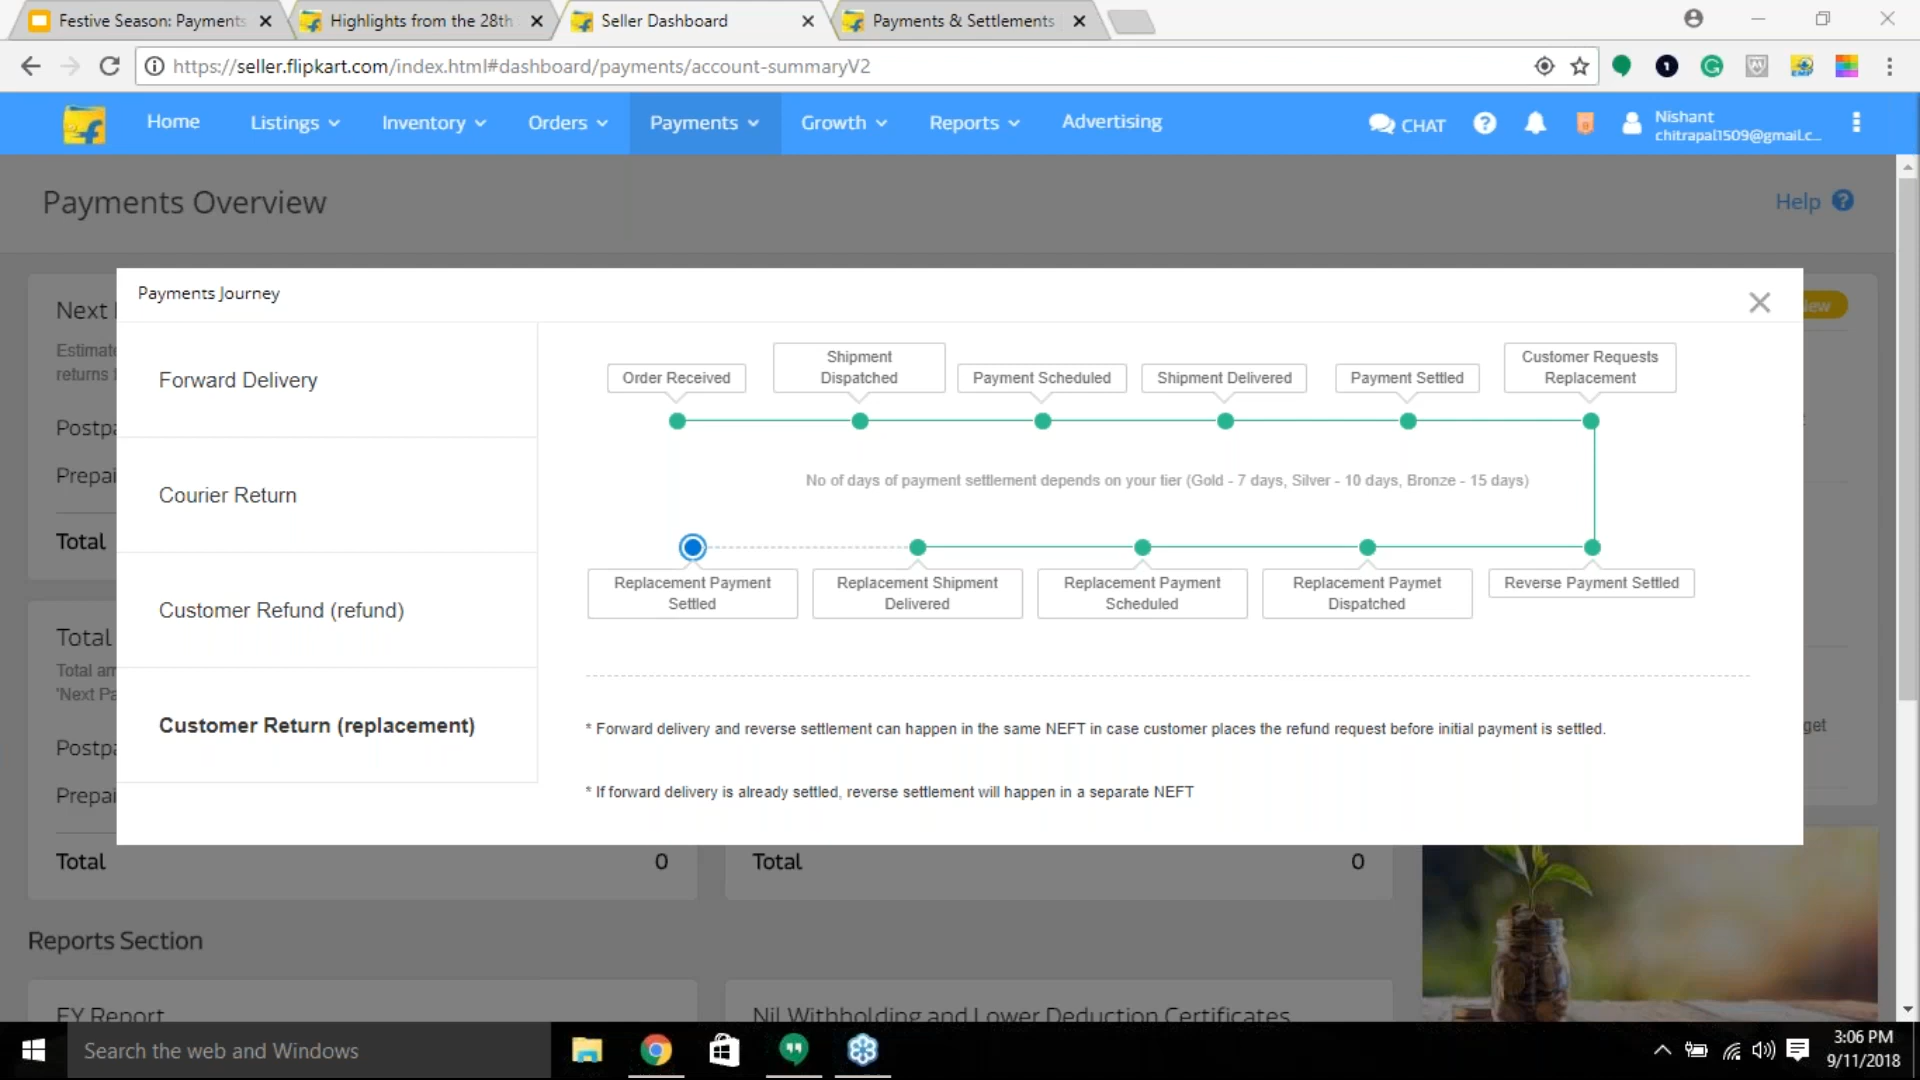 Festive Season: Payments
Highlights from the 28th
Seller Dashboard
Payments & Settlements
https://seller.flipkart.com/index.html#dashboard/payments/account-summaryV2
Home
Listings
Inventory
Orders
Payments
Growth
Reports
Advertising
CHAT
Nishant
chitrapal1509@gmail.c...
Payments Overview
Help
Next
Payments Journey
Estimate
returns
Postpa
Prepai
Total
Forward Delivery
Courier Return
Customer Refund (refund)
Customer Return (replacement)
Order Received
Shipment
Dispatched
Payment Scheduled
Shipment Delivered
Payment Settled
Customer Requests
Replacement
No of days of payment settlement depends on your tier (Gold - 7 days, Silver - 10 days, Bronze - 15 days)
Replacement Payment
Settled
Replacement Shipment
Delivered
Replacement Payment
Scheduled
Replacement Paymet
Dispatched
Reverse Payment Settled
* Forward delivery and reverse settlement can happen in the same NEFT in case customer places the refund request before initial payment is settled.
* If forward delivery is already settled, reverse settlement will happen in a separate NEFT
Total
Total am
'Next Pa
Postpa
Prepai
get
Total 0
Total 0
Reports Section
FY Report
Nil Withholding and Lower Deduction Certificates
Search the web and Windows
3:06 PM
9/11/2018